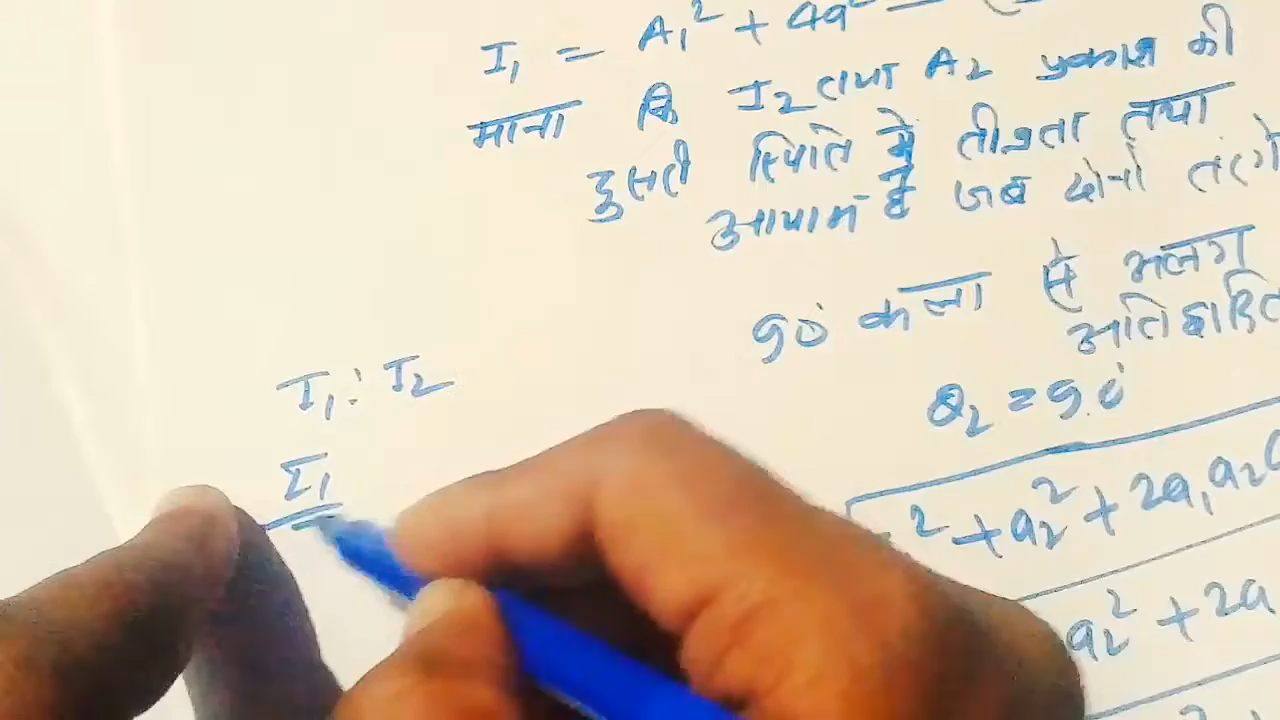 I₁ = A₁² + 4a²
माना कि I₂ तथा A₂ प्रकाश की
दुसरी स्थिति में तीव्रता तथा
आयाम है जब दोनो तरंगे
90° कला से अलग
अतिछादित
θ₂ = 90°
² + a₂² + 2a₁a₂
a₂² + 2a
I₁ : I₂
I₁